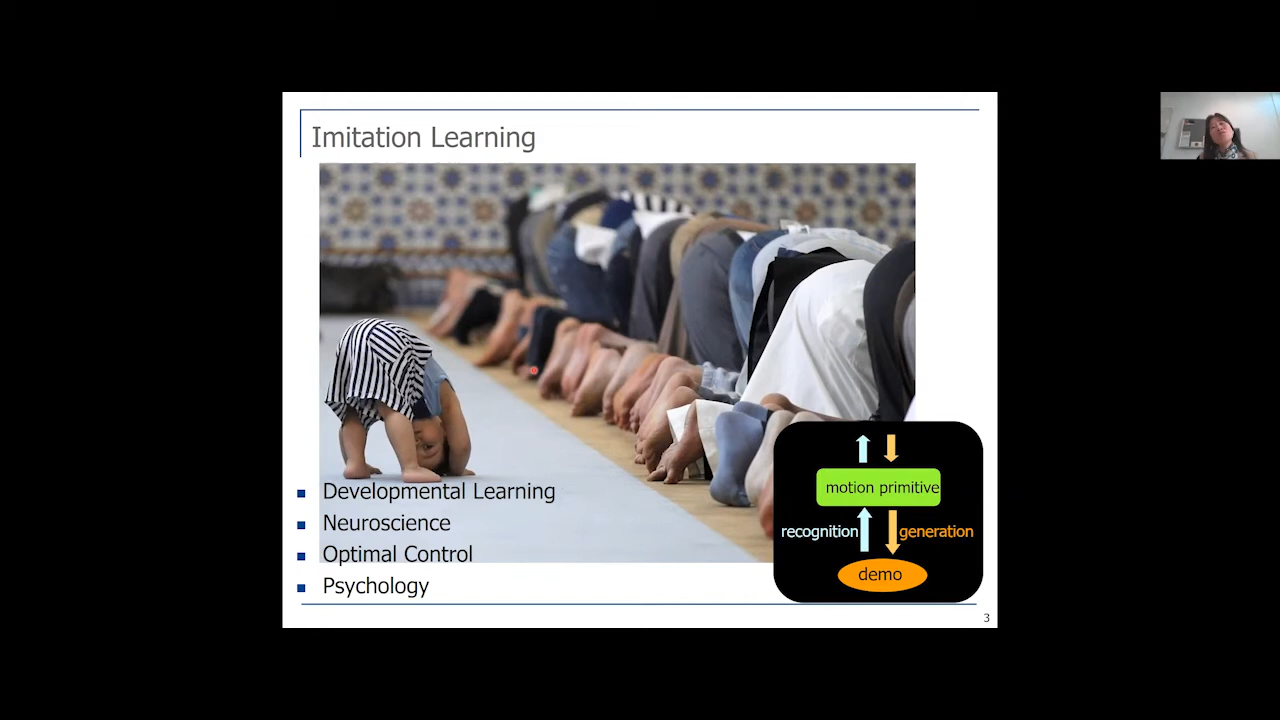 Imitation Learning
Developmental Learning
Neuroscience
Optimal Control
Psychology
motion primitive
recognition
generation
demo
3